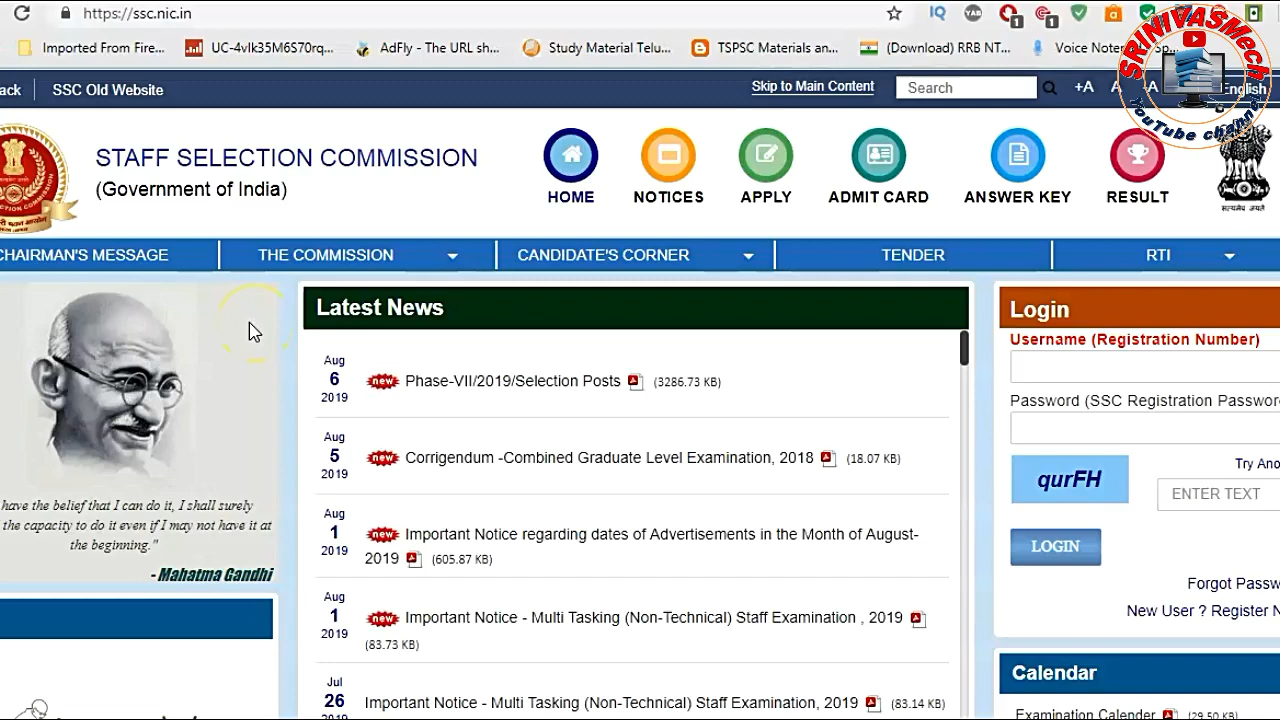 https://ssc.nic.in
Imported From Fire...
UC-4vlk35M6S70rq...
AdFly - The URL sh...
Study Material Telu...
TSPSC Materials an...
(Download) RRB NT...
Voice Note
SRINIVASMech
YouTube channel
ack
SSC Old Website
Skip to Main Content
Search
+A
A
-A
English
STAFF SELECTION COMMISSION
(Government of India)
HOME
NOTICES
APPLY
ADMIT CARD
ANSWER KEY
RESULT
सत्यमेव जयते
CHAIRMAN'S MESSAGE
THE COMMISSION
CANDIDATE'S CORNER
TENDER
RTI
have the belief that I can do it, I shall surely
the capacity to do it even if I may not have it at
the beginning."
- Mahatma Gandhi
Latest News
Aug
6
2019
new Phase-VII/2019/Selection Posts (3286.73 KB)
Aug
5
2019
new Corrigendum -Combined Graduate Level Examination, 2018 (18.07 KB)
Aug
1
2019
new Important Notice regarding dates of Advertisements in the Month of August-
2019 (605.87 KB)
Aug
1
2019
new Important Notice - Multi Tasking (Non-Technical) Staff Examination , 2019
(83.73 KB)
Jul
26
2019
Important Notice - Multi Tasking (Non-Technical) Staff Examination, 2019 (83.14 KB)
Login
Username (Registration Number)
Password (SSC Registration Passwor
qurFH
Try Ano
ENTER TEXT
LOGIN
Forgot Passw
New User ? Register N
Calendar
Examination Calender (29.50 KB)